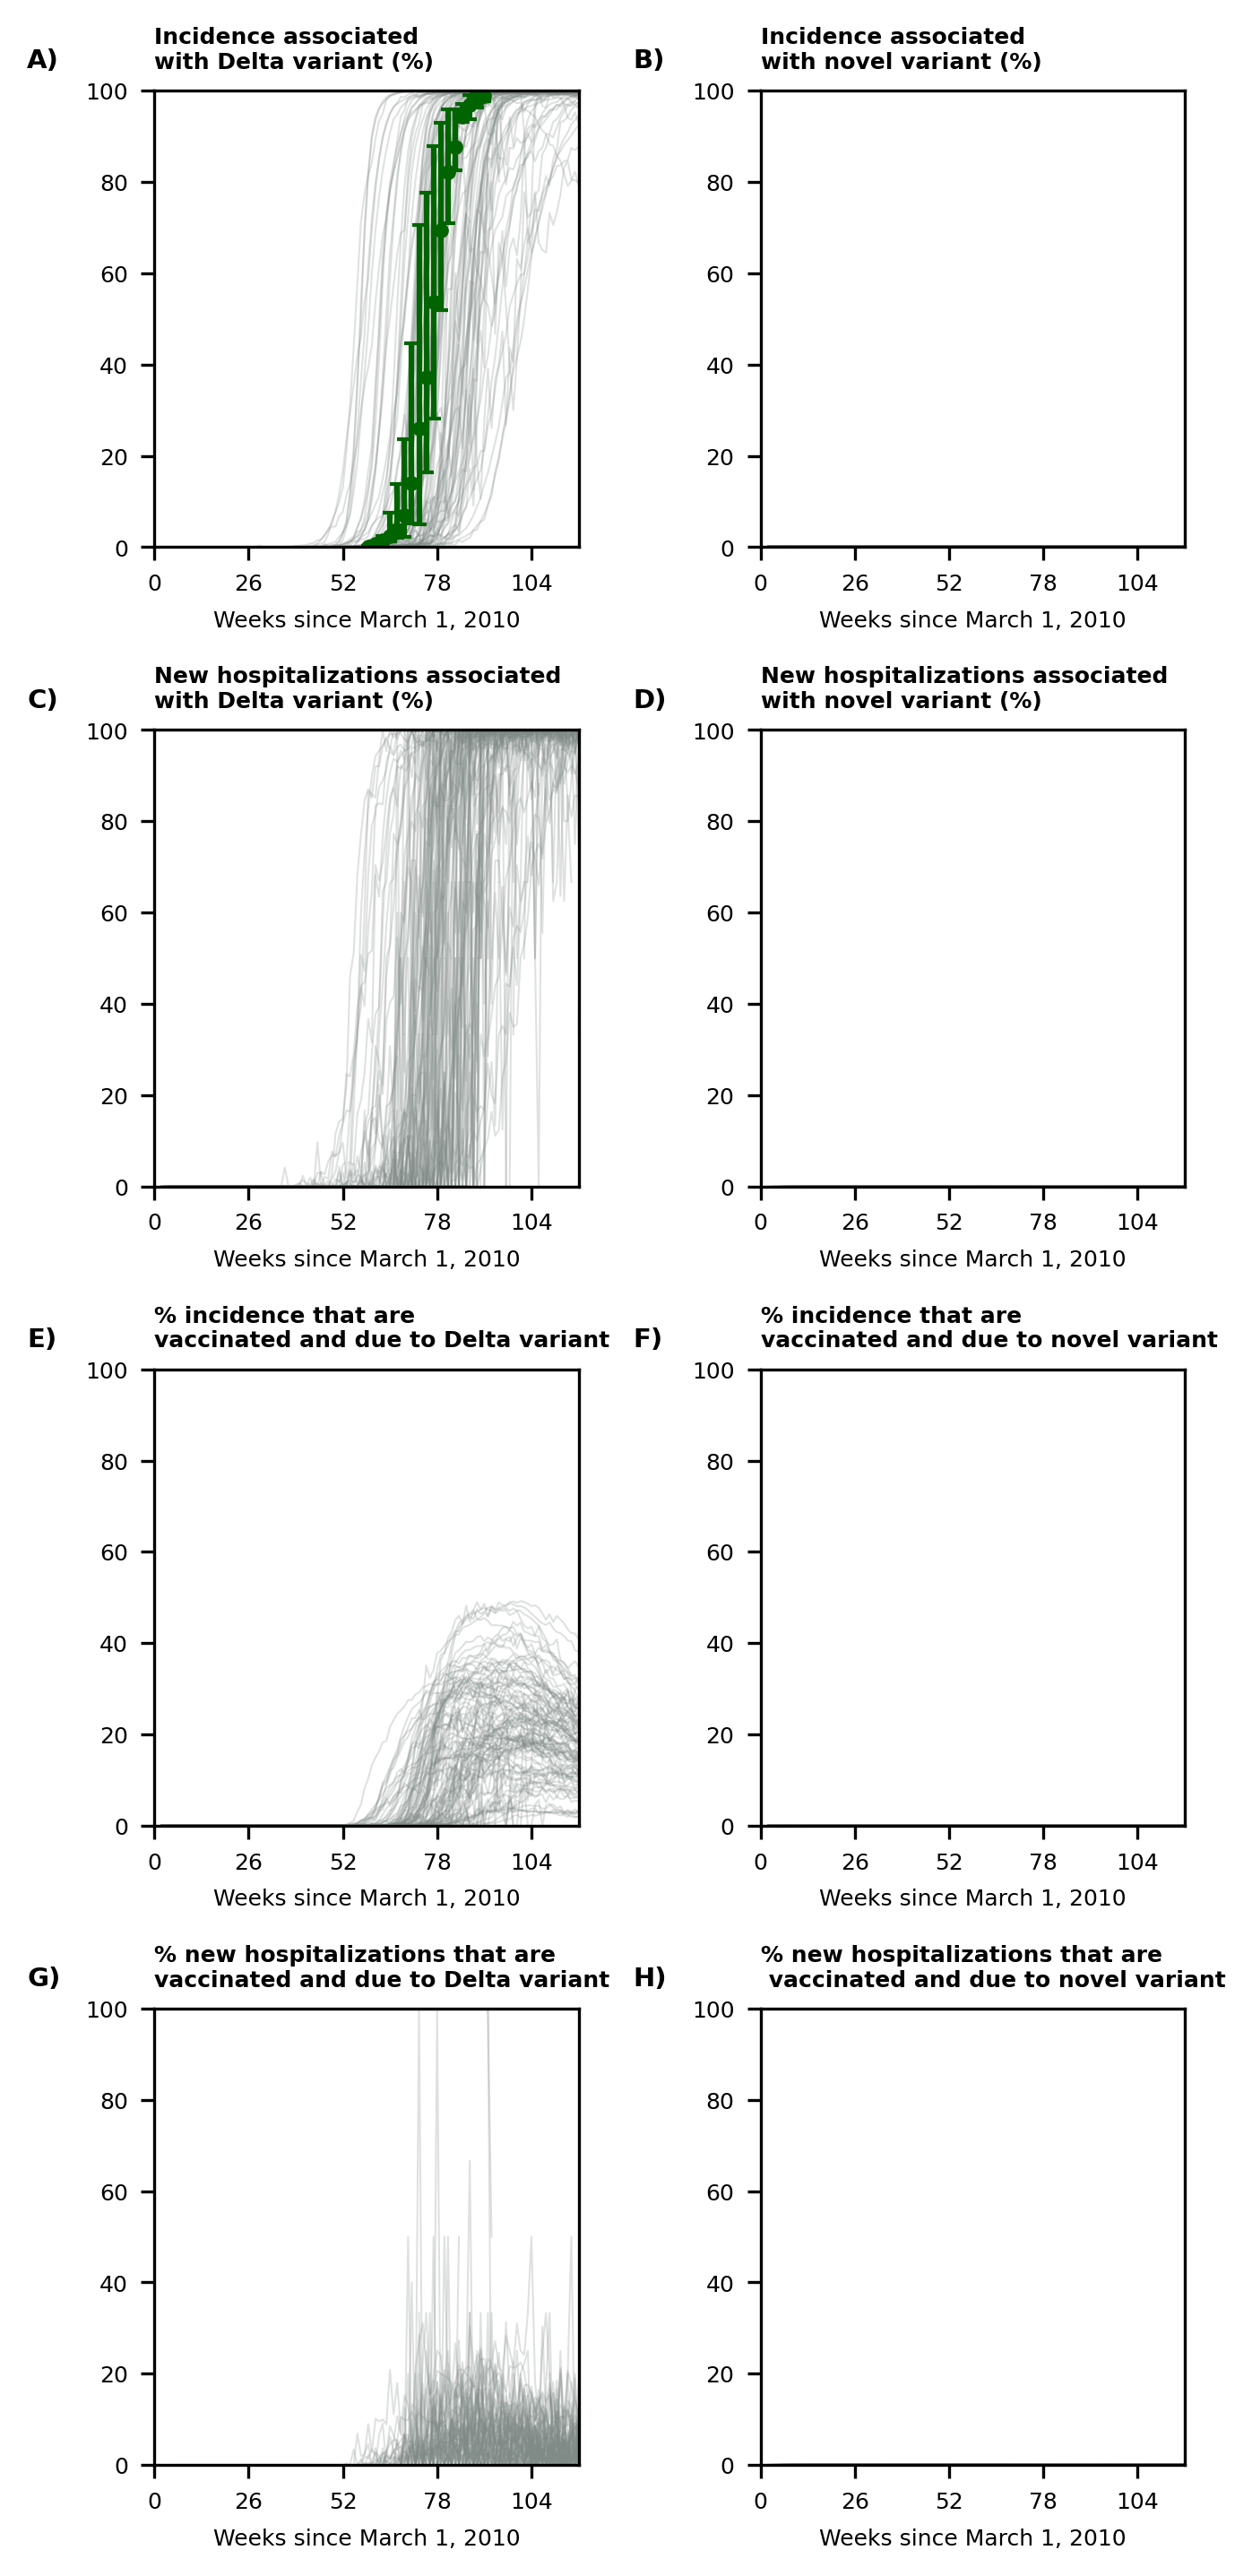 A)
Incidence associated
with Delta variant (%)
100
80
60
40
20
0
0 26 52 78 104
Weeks since March 1, 2010
B)
Incidence associated
with novel variant (%)
100
80
60
40
20
0
0 26 52 78 104
Weeks since March 1, 2010
C)
New hospitalizations associated
with Delta variant (%)
100
80
60
40
20
0
0 26 52 78 104
Weeks since March 1, 2010
D)
New hospitalizations associated
with novel variant (%)
100
80
60
40
20
0
0 26 52 78 104
Weeks since March 1, 2010
E)
% incidence that are
vaccinated and due to Delta variant
100
80
60
40
20
0
0 26 52 78 104
Weeks since March 1, 2010
F)
% incidence that are
vaccinated and due to novel variant
100
80
60
40
20
0
0 26 52 78 104
Weeks since March 1, 2010
G)
% new hospitalizations that are
vaccinated and due to Delta variant
100
80
60
40
20
0
0 26 52 78 104
Weeks since March 1, 2010
H)
% new hospitalizations that are
vaccinated and due to novel variant
100
80
60
40
20
0
0 26 52 78 104
Weeks since March 1, 2010